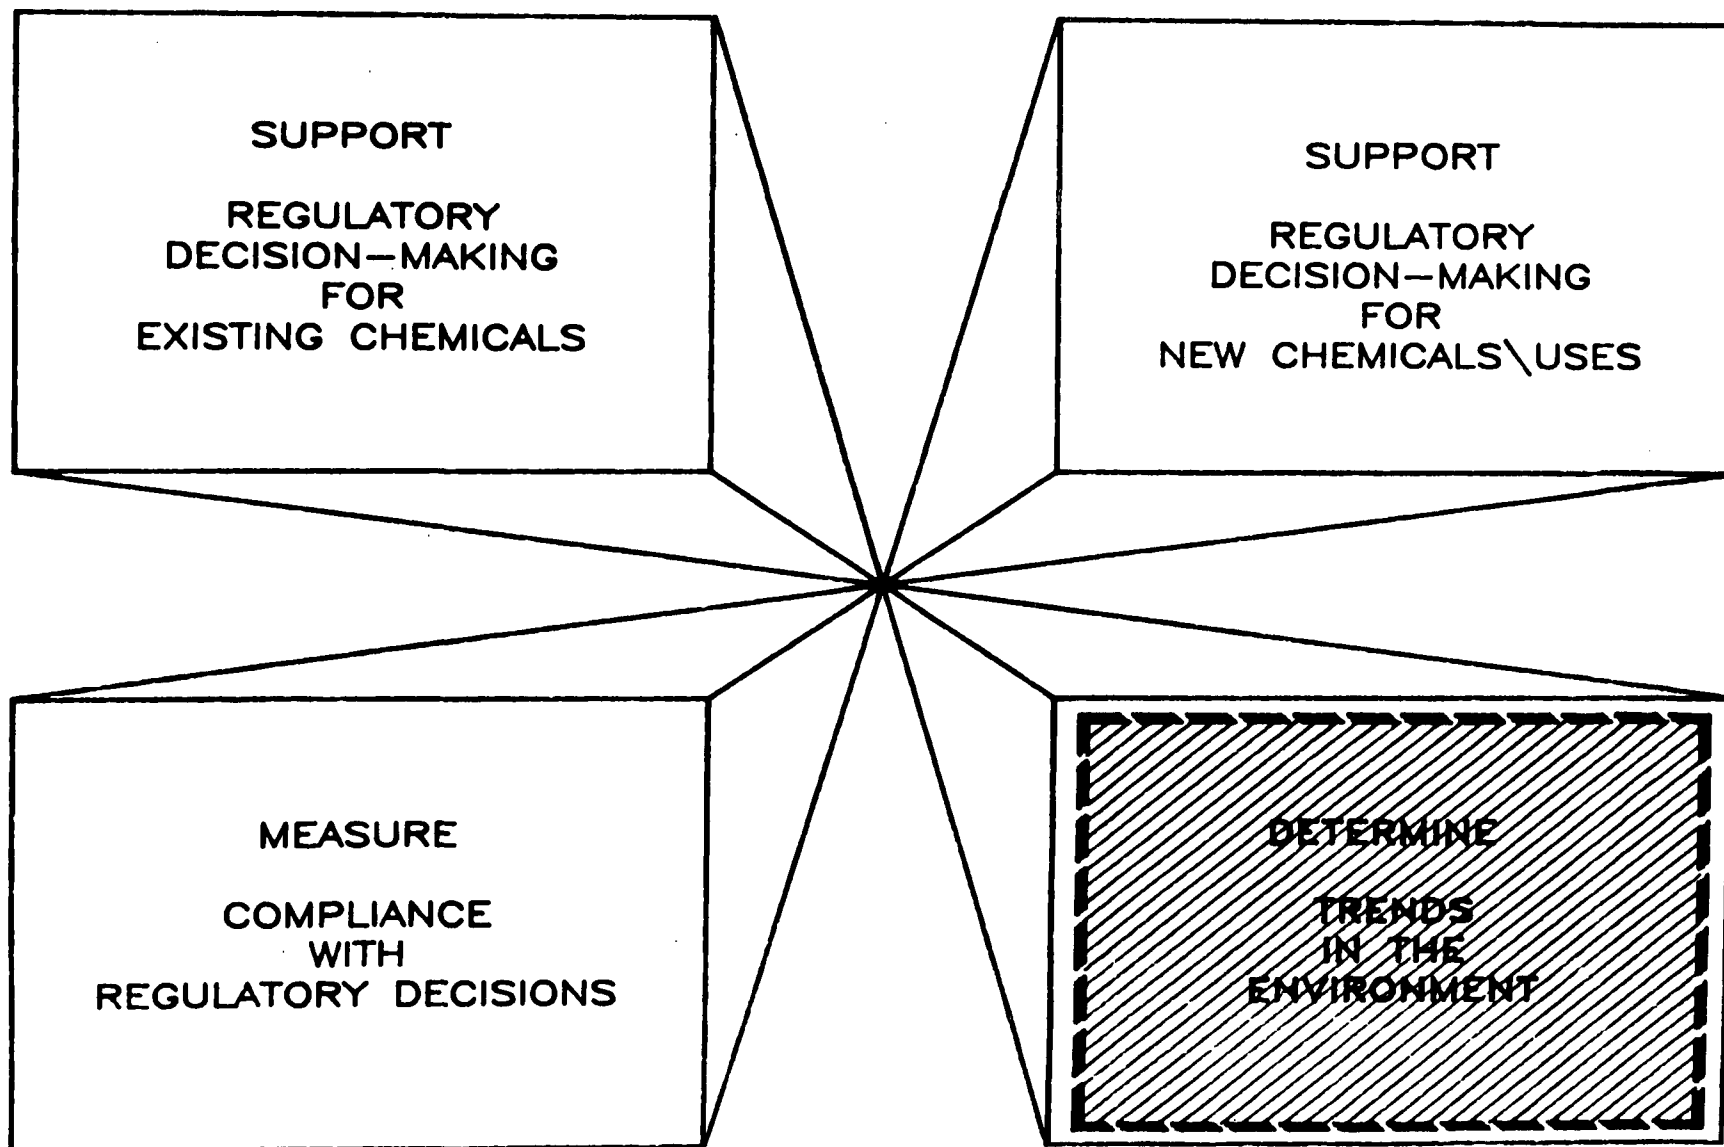 SUPPORT
REGULATORY
DECISION—MAKING
FOR
EXISTING CHEMICALS
SUPPORT
REGULATORY
DECISION—MAKING
FOR
NEW CHEMICALS\USES
MEASURE
COMPLIANCE
WITH
REGULATORY DECISIONS
DETERMINE
TRENDS
IN THE
ENVIRONMENT